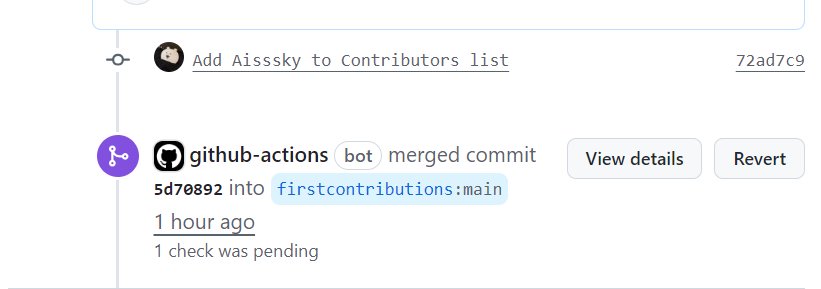 Add Aisssky to Contributors list 72ad7c9
github-actions bot merged commit View details Revert
5d70892 into firstcontributions:main
1 hour ago
1 check was pending